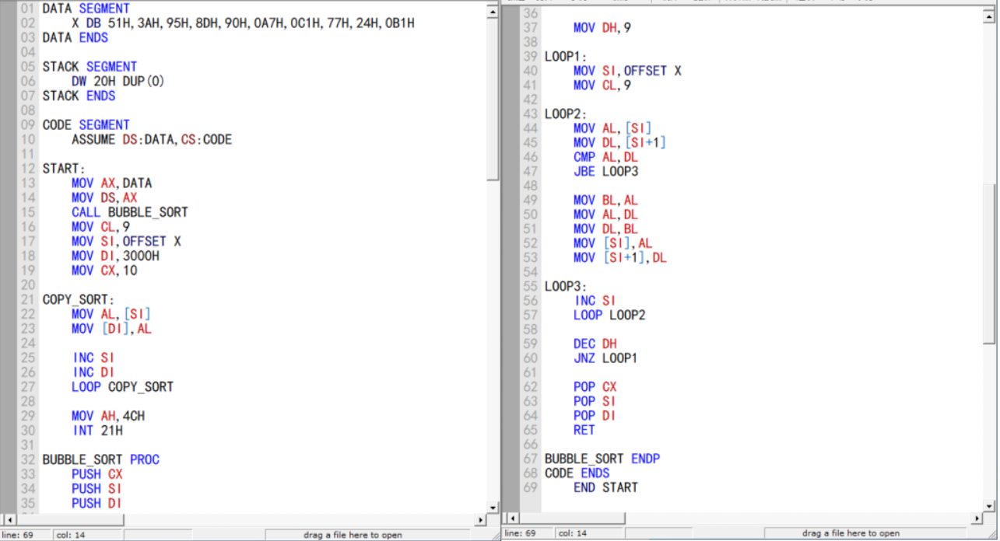 01 DATA SEGMENT
02 X DB 51H,3AH,95H,8DH,90H,0A7H,0C1H,77H,24H,0B1H
03 DATA ENDS
04
05 STACK SEGMENT
06 DW 20H DUP(0)
07 STACK ENDS
08
09 CODE SEGMENT
10 ASSUME DS:DATA,CS:CODE
11
12 START:
13 MOV AX,DATA
14 MOV DS,AX
15 CALL BUBBLE_SORT
16 MOV CL,9
17 MOV SI,OFFSET X
18 MOV DI,3000H
19 MOV CX,10
20
21 COPY_SORT:
22 MOV AL,[SI]
23 MOV [DI],AL
24
25 INC SI
26 INC DI
27 LOOP COPY_SORT
28
29 MOV AH,4CH
30 INT 21H
31
32 BUBBLE_SORT PROC
33 PUSH CX
34 PUSH SI
35 PUSH DI
line: 69 col: 14 drag a file here to open
36
37 MOV DH,9
38
39 LOOP1:
40 MOV SI,OFFSET X
41 MOV CL,9
42
43 LOOP2:
44 MOV AL,[SI]
45 MOV DL,[SI+1]
46 CMP AL,DL
47 JBE LOOP3
48
49 MOV BL,AL
50 MOV AL,DL
51 MOV DL,BL
52 MOV [SI],AL
53 MOV [SI+1],DL
54
55 LOOP3:
56 INC SI
57 LOOP LOOP2
58
59 DEC DH
60 JNZ LOOP1
61
62 POP CX
63 POP SI
64 POP DI
65 RET
66
67 BUBBLE_SORT ENDP
68 CODE ENDS
69 END START
line: 69 col: 14 drag a file here to open